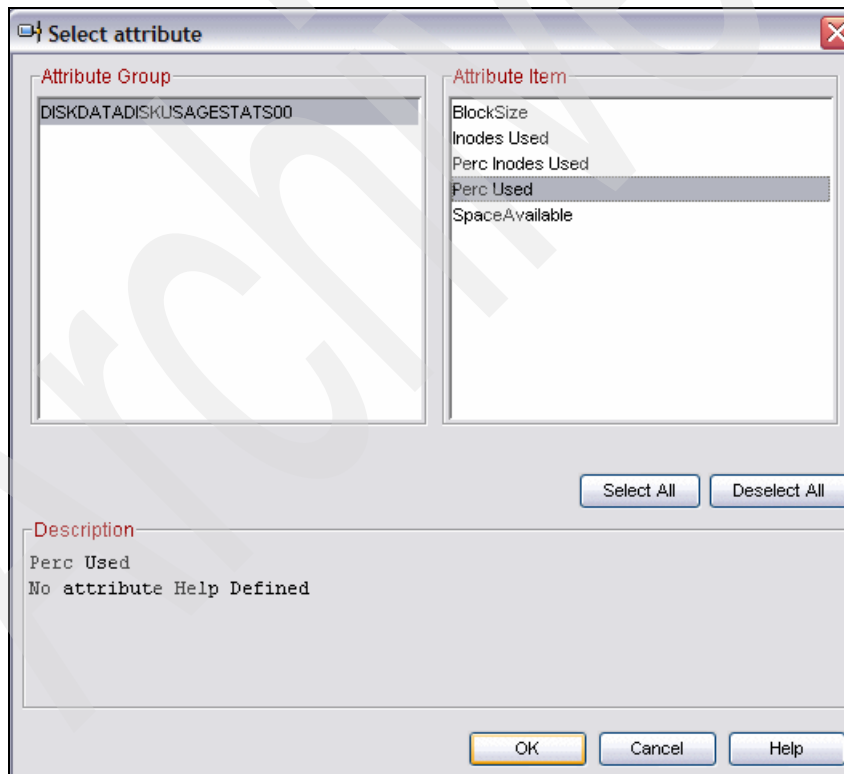 Select attribute
Attribute Group
DISKDATADISKUSAGESTATS00
Attribute Item
BlockSize
Inodes Used
Perc Inodes Used
Perc Used
SpaceAvailable
Select All
Deselect All
Description
Perc Used
No attribute Help Defined
OK
Cancel
Help